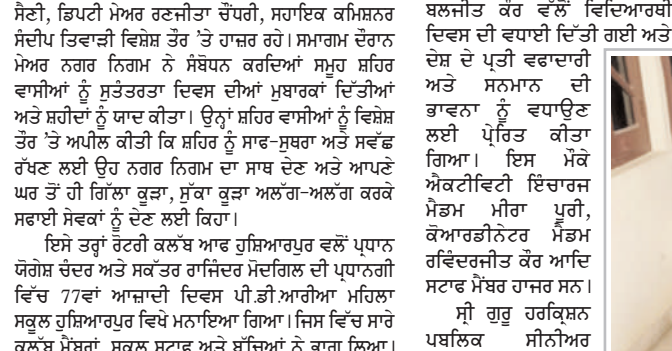 ਸੈਣੀ, ਡਿਪਟੀ ਮੇਅਰ ਰਣਜੀਤਾ ਚੌਧਰੀ, ਸਹਾਇਕ ਕਮਿਸ਼ਨਰ
ਸੰਦੀਪ ਤਿਵਾੜੀ ਵਿਸ਼ੇਸ਼ ਤੌਰ ’ਤੇ ਹਾਜ਼ਰ ਰਹੇ। ਸਮਾਗਮ ਦੌਰਾਨ
ਮੇਅਰ ਨਗਰ ਨਿਗਮ ਨੇ ਸੰਬੋਧਨ ਕਰਦਿਆਂ ਸਮੂਹ ਸ਼ਹਿਰ
ਵਾਸੀਆਂ ਨੂੰ ਸੁਤੰਤਰਤਾ ਦਿਵਸ ਦੀਆਂ ਮੁਬਾਰਕਾਂ ਦਿੱਤੀਆਂ
ਅਤੇ ਸ਼ਹੀਦਾਂ ਨੂੰ ਯਾਦ ਕੀਤਾ। ਉਨ੍ਹਾਂ ਸ਼ਹਿਰ ਵਾਸੀਆਂ ਨੂੰ ਵਿਸ਼ੇਸ਼
ਤੌਰ ’ਤੇ ਅਪੀਲ ਕੀਤੀ ਕਿ ਸ਼ਹਿਰ ਨੂੰ ਸਾਫ-ਸੁਥਰਾ ਅਤੇ ਸਵੱਛ
ਰੱਖਣ ਲਈ ਉਹ ਨਗਰ ਨਿਗਮ ਦਾ ਸਾਥ ਦੇਣ ਅਤੇ ਆਪਣੇ
ਘਰ ਤੋਂ ਹੀ ਗਿੱਲਾ ਕੂੜਾ, ਸੁੱਕਾ ਕੂੜਾ ਅਲੱਗ-ਅਲੱਗ ਕਰਕੇ
ਸਫਾਈ ਸੇਵਕਾਂ ਨੂੰ ਦੇਣ ਲਈ ਕਿਹਾ।
ਇਸੇ ਤਰ੍ਹਾਂ ਰੋਟਰੀ ਕਲੱਬ ਆਫ ਹੁਸ਼ਿਆਰਪੁਰ ਵਲੋਂ ਪ੍ਰਧਾਨ
ਯੋਗੇਸ਼ ਚੰਦਰ ਅਤੇ ਸਕੱਤਰ ਰਾਜਿੰਦਰ ਮੋਦਗਿਲ ਦੀ ਪ੍ਰਧਾਨਗੀ
ਵਿੱਚ 77ਵਾਂ ਆਜ਼ਾਦੀ ਦਿਵਸ ਪੀ.ਡੀ.ਆਰੀਆ ਮਹਿਲਾ
ਸਕੂਲ ਹੁਸ਼ਿਆਰਪੁਰ ਵਿਖੇ ਮਨਾਇਆ ਗਿਆ। ਜਿਸ ਵਿੱਚ ਸਾਰੇ
ਕਲੱਬ ਮੈਂਬਰਾਂ, ਸਕੂਲ ਸਟਾਫ ਅਤੇ ਬੱਚਿਆਂ ਨੇ ਭਾਗ ਲਿਆ।
ਬਲਜੀਤ ਕੌਰ ਵੱਲੋਂ ਵਿਦਿਆਰਥੀ
ਦਿਵਸ ਦੀ ਵਧਾਈ ਦਿੱਤੀ ਗਈ ਅਤੇ
ਦੇਸ਼ ਦੇ ਪ੍ਰਤੀ ਵਫਾਦਾਰੀ
ਅਤੇ ਸਨਮਾਨ ਦੀ
ਭਾਵਨਾ ਨੂੰ ਵਧਾਉਣ
ਲਈ ਪ੍ਰੇਰਿਤ ਕੀਤਾ
ਗਿਆ। ਇਸ ਮੌਕੇ
ਐਕਟੀਵਿਟੀ ਇੰਚਾਰਜ
ਮੈਡਮ ਮੀਰਾ ਪੂਰੀ,
ਕੋਆਰਡੀਨੇਟਰ ਮੈਡਮ
ਰਵਿੰਦਰਜੀਤ ਕੌਰ ਆਦਿ
ਸਟਾਫ ਮੈਂਬਰ ਹਾਜਰ ਸਨ।
ਸ੍ਰੀ ਗੁਰੂ ਹਰਕ੍ਰਿਸ਼ਨ
ਪਬਲਿਕ ਸੀਨੀਅਰ